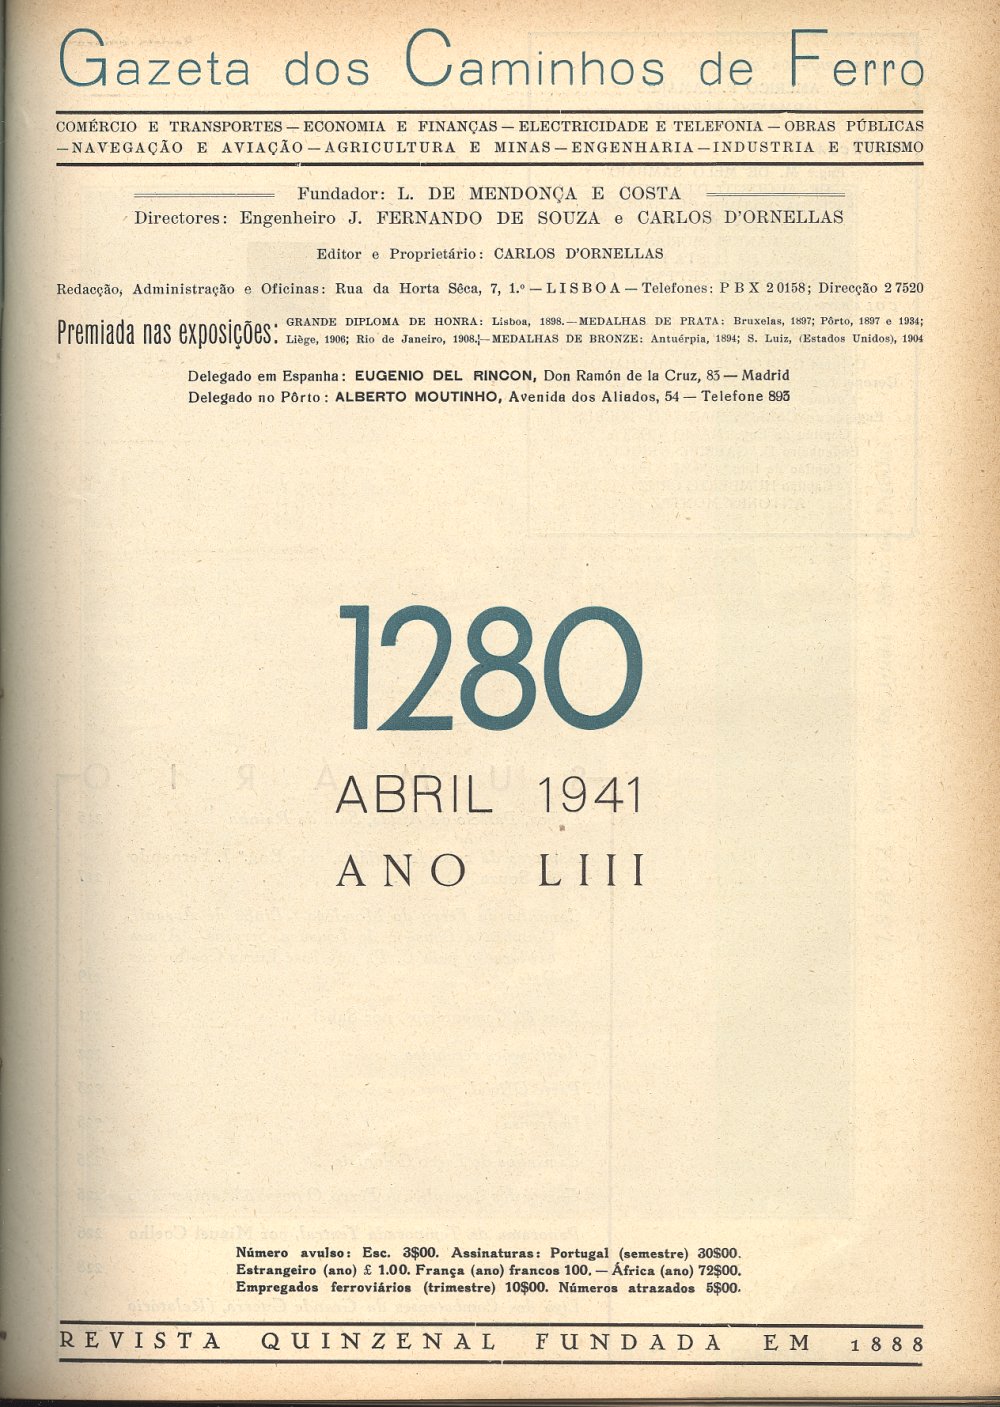 Gazeta dos Caminhos de Ferro
COMÉRCIO E TRANSPORTES — ECONOMIA E FINANÇAS — ELECTRICIDADE E TELEFONIA — OBRAS PÚBLICAS
— NAVEGAÇÃO E AVIAÇÃO — AGRICULTURA E MINAS — ENGENHARIA — INDUSTRIA E TURISMO
Fundador: L. DE MENDONÇA E COSTA
Directores: Engenheiro J. FERNANDO DE SOUZA e CARLOS D'ORNELLAS
Editor e Proprietário: CARLOS D'ORNELLAS
Redacção, Administração e Oficinas: Rua da Horta Sêca, 7, 1.º — LISBOA — Telefones: PBX 20158; Direcção 27520
Premiada nas exposições:
GRANDE DIPLOMA DE HONRA: Lisboa, 1898. — MEDALHAS DE PRATA: Bruxelas, 1897; Pôrto, 1897 e 1934;
Liège, 1906; Rio de Janeiro, 1908. — MEDALHAS DE BRONZE: Antuérpia, 1894; S. Luiz, (Estados Unidos), 1904
Delegado em Espanha: EUGENIO DEL RINCON, Don Ramón de la Cruz, 83 — Madrid
Delegado no Pôrto: ALBERTO MOUTINHO, Avenida dos Aliados, 54 — Telefone 893
1280
ABRIL 1941
ANO LIII
Número avulso: Esc. 3$00. Assinaturas: Portugal (semestre) 30$00.
Estrangeiro (ano) £ 1.00. França (ano) francos 100. — África (ano) 72$00.
Empregados ferroviários (trimestre) 10$00. Números atrazados 5$00.
REVISTA QUINZENAL FUNDADA EM 1888